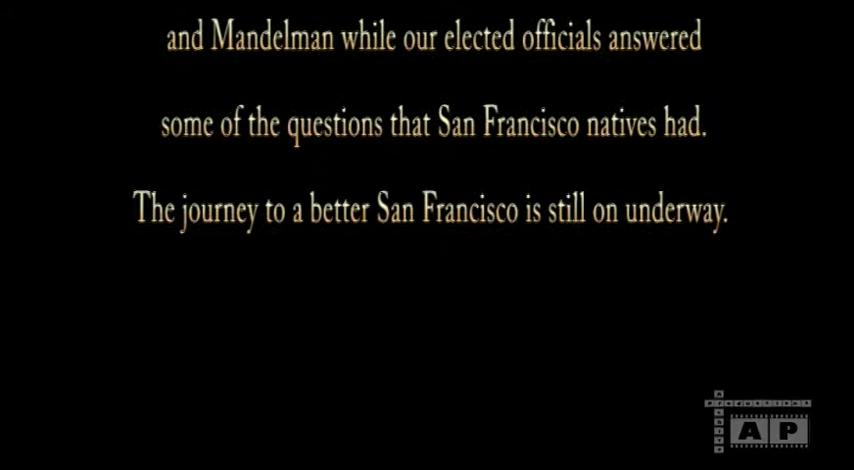 and Mandelman while our elected officials answered
some of the questions that San Francisco natives had.
The journey to a better San Francisco is still on underway.
PRODUCTIONS
AP